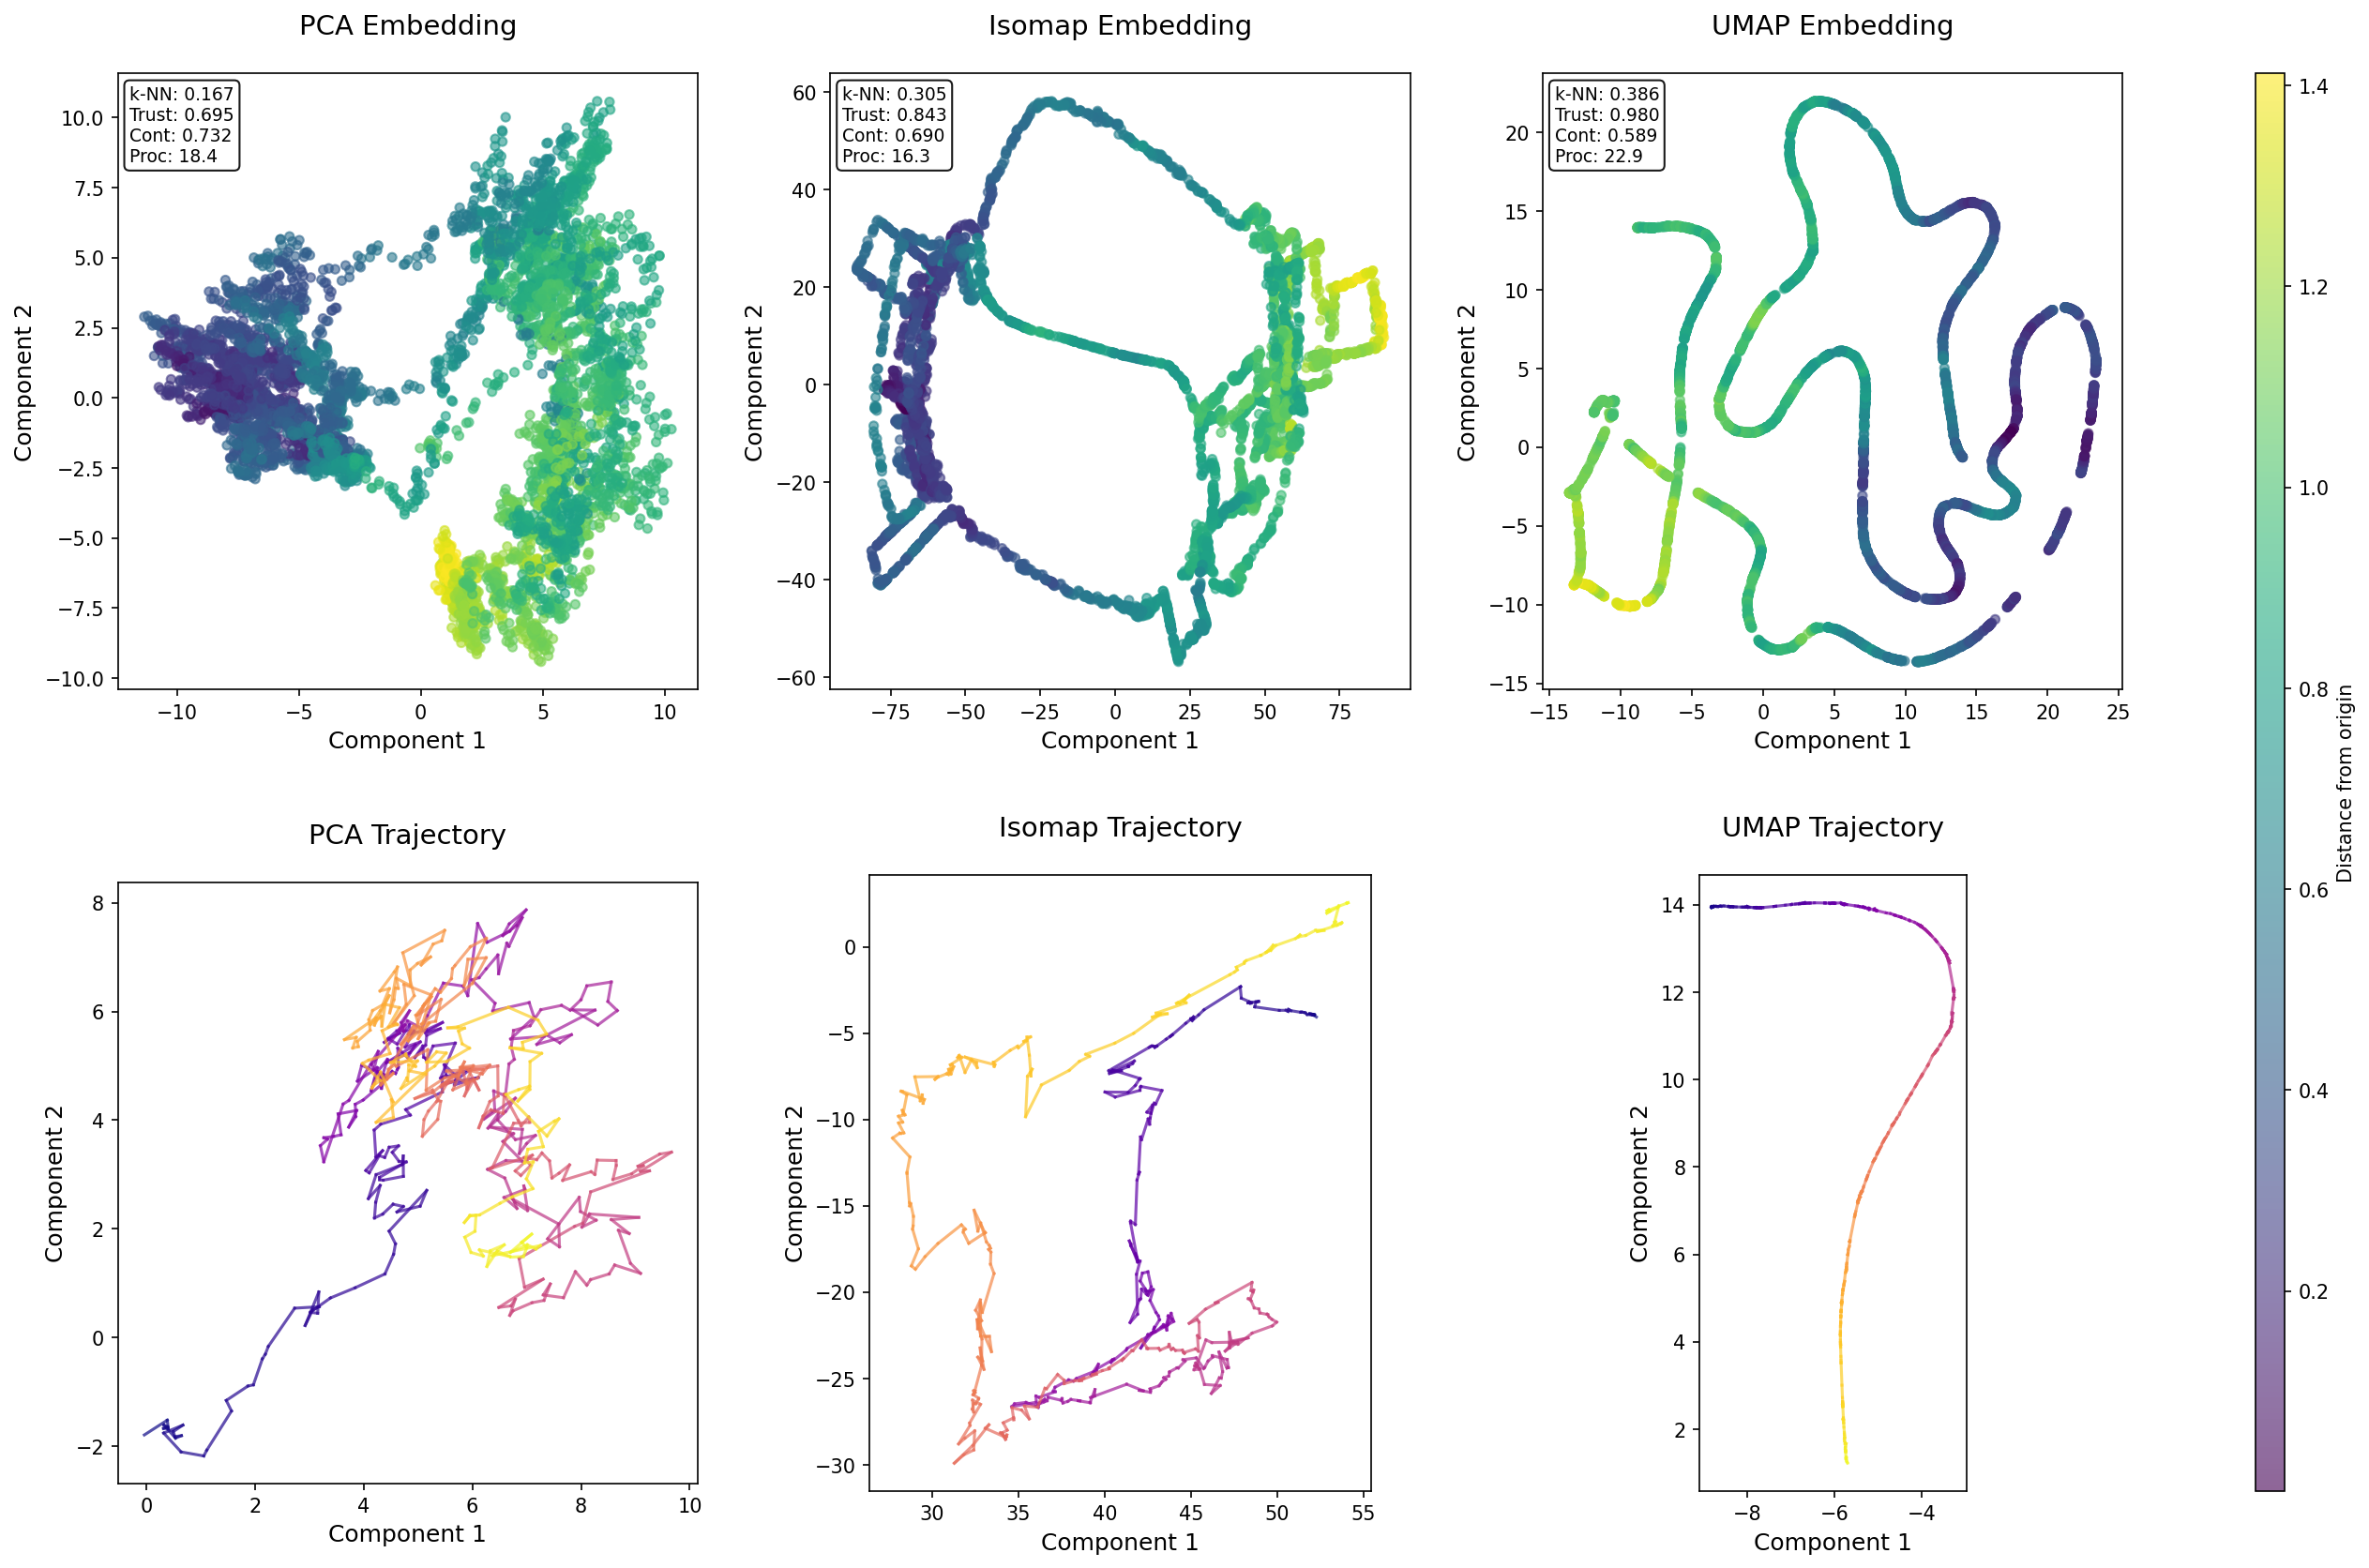 PCA Embedding
k-NN: 0.167
Trust: 0.695
Cont: 0.732
Proc: 18.4
10.0
7.5
5.0
2.5
0.0
−2.5
−5.0
−7.5
−10.0
Component 2
−10
−5
0
5
10
Component 1
Isomap Embedding
k-NN: 0.305
Trust: 0.843
Cont: 0.690
Proc: 16.3
60
40
20
0
−20
−40
−60
Component 2
−75
−50
−25
0
25
50
75
Component 1
UMAP Embedding
k-NN: 0.386
Trust: 0.980
Cont: 0.589
Proc: 22.9
20
15
10
5
0
−5
−10
−15
Component 2
−15
−10
−5
0
5
10
15
20
25
Component 1
PCA Trajectory
8
6
4
2
0
−2
Component 2
0
2
4
6
8
10
Component 1
Isomap Trajectory
0
−5
−10
−15
−20
−25
−30
Component 2
30
35
40
45
50
55
Component 1
UMAP Trajectory
14
12
10
8
6
4
2
Component 2
−8
−6
−4
Component 1
1.4
1.2
1.0
0.8
0.6
0.4
0.2
Distance from origin